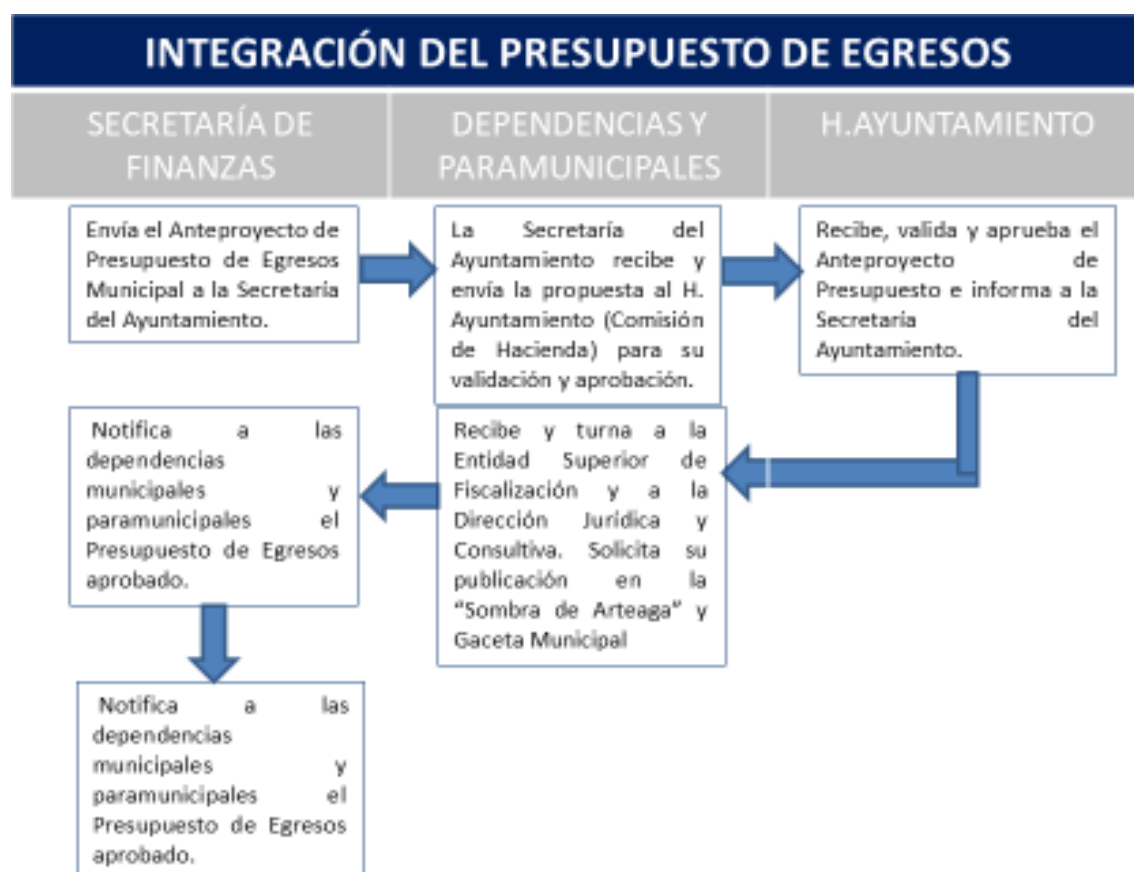 INTEGRACIÓN DEL PRESUPUESTO DE EGRESOS
SECRETARÍA DE
FINANZAS
DEPENDENCIAS Y
PARAMUNICIPALES
H.AYUNTAMIENTO
Envía el Anteproyecto de
Presupuesto de Egresos
Municipal a la Secretaría
del Ayuntamiento.
La Secretaría del
Ayuntamiento recibe y
envía la propuesta al H.
Ayuntamiento (Comisión
de Hacienda) para su
validación y aprobación.
Recibe, valida y aprueba el
Anteproyecto de
Presupuesto e informa a la
Secretaría del
Ayuntamiento.
Recibe y turna a la
Entidad Superior de
Fiscalización y a la
Dirección Jurídica y
Consultiva. Solicita su
publicación en la
“Sombra de Arteaga” y
Gaceta Municipal
Notifica a las
dependencias
municipales y
paramunicipales el
Presupuesto de Egresos
aprobado.
Notifica a las
dependencias
municipales y
paramunicipales el
Presupuesto de Egresos
aprobado.